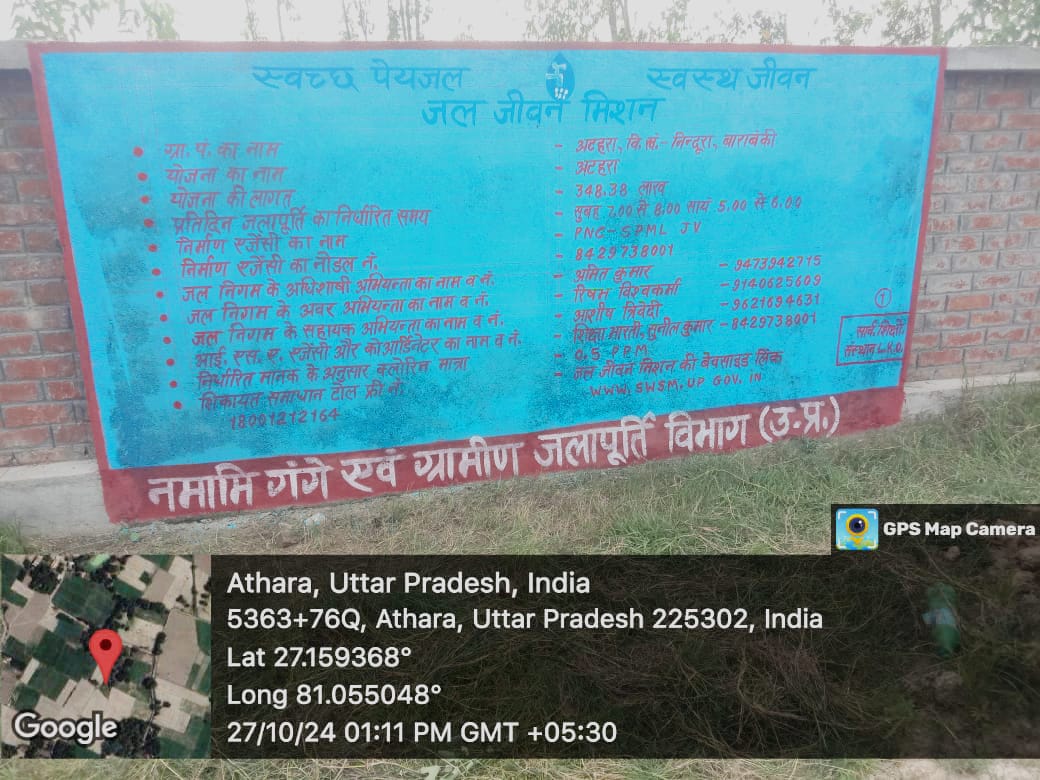 स्वच्छ पेयजल स्वस्थ जीवन
जल जीवन मिशन
• ग्रा. पं. का नाम - अटहरा, वि. खं.- निन्दूरा, बाराबंकी
• योजना का नाम - अटहरा
• योजना की लागत - 348.38 लाख
• प्रतिदिन जलापूर्ति का निर्धारित समय - सुबह 7.00 से 8.00 सायं 5.00 से 6.00
• निर्माण एजेंसी का नाम - PNC-SPML JV
• निर्माण एजेंसी का नोडल नं. - 8429738001
• जल निगम के अधिशाषी अभियन्ता का नाम व नं. - अमित कुमार - 9473942715
• जल निगम के अवर अभियन्ता का नाम व नं. - रिषभ विश्वकर्मा - 9140625609
• जल निगम के सहायक अभियन्ता का नाम व नं. - आशीष त्रिवेदी - 9621694631
• आई. एस. ए. एजेंसी और कोआर्डिनेटर का नाम व नं. - शिक्षा भारती, सुनील कुमार - 8429738001
• निर्धारित मानक के अनुसार क्लोरिन मात्रा - 0.5 PPM
• शिकायत समाधान टोल फ्री नं. - जल जीवन मिशन की वेबसाइड लिंक
18001212164 WWW.SWSM.UP GOV.IN
1
संस्थान L.K.O.
नमामि गंगे एवं ग्रामीण जलापूर्ति विभाग (उ.प्र.)
GPS Map Camera
Athara, Uttar Pradesh, India
5363+76Q, Athara, Uttar Pradesh 225302, India
Lat 27.159368°
Long 81.055048°
27/10/24 01:11 PM GMT +05:30
Google